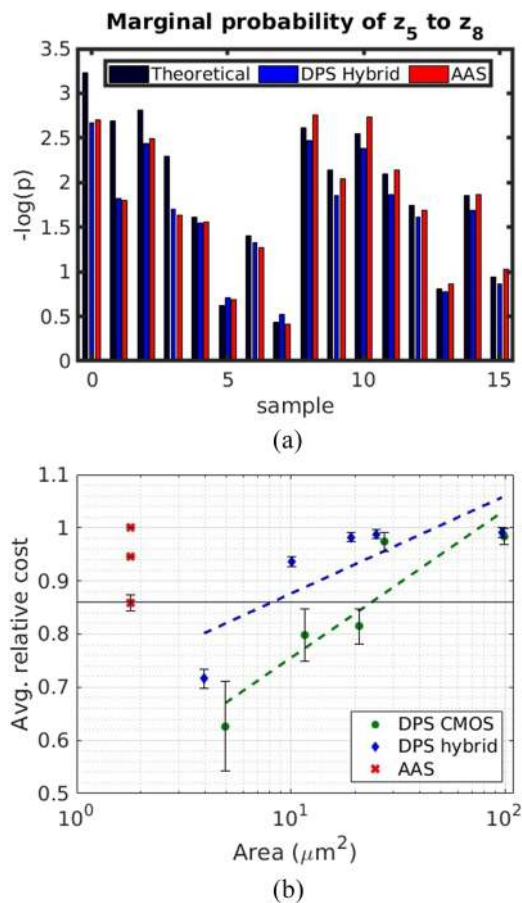 Marginal probability of z5 to z8
Theoretical DPS Hybrid AAS
3.5
3
2.5
2
1.5
1
0.5
0
-log(p)
0 5 10 15
sample
(a)
1.1
1
0.9
0.8
0.7
0.6
0.5
Avg. relative cost
DPS CMOS
DPS hybrid
AAS
10^0 10^1 10^2
Area (μm^2)
(b)